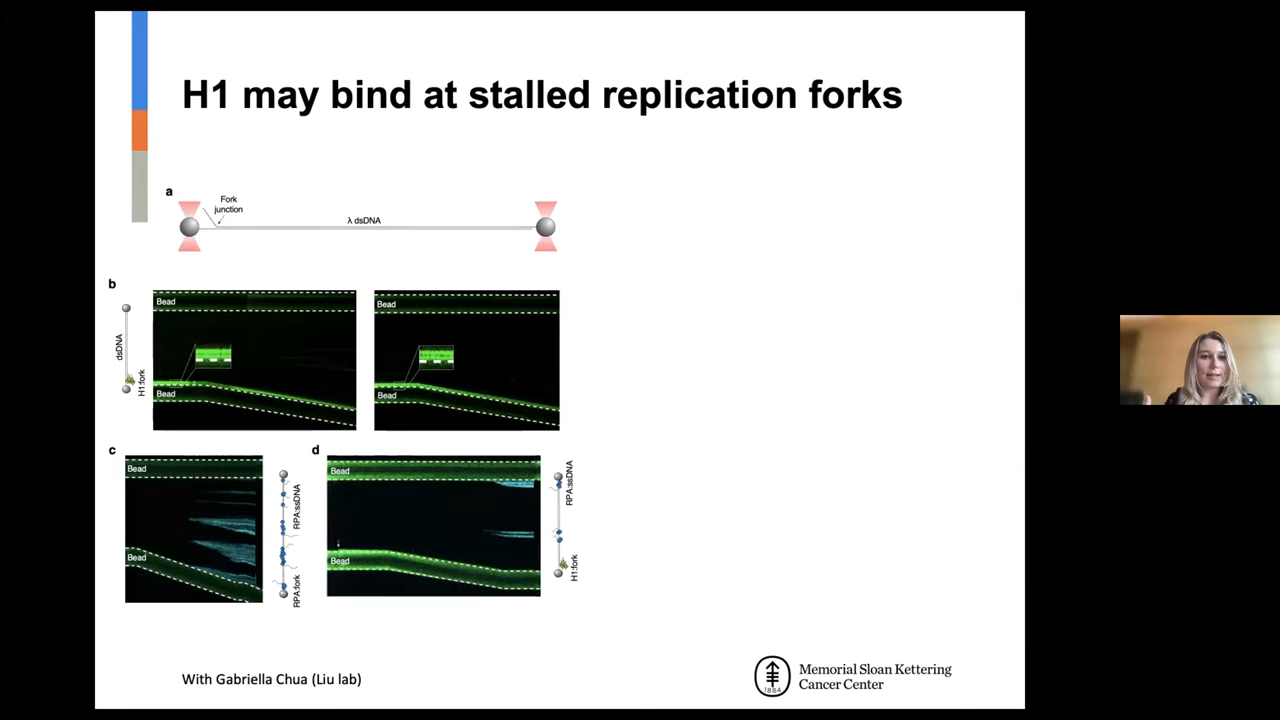 H1 may bind at stalled replication forks
a
Fork
junction
λ dsDNA
b
dsDNA
H1:fork
Bead
Bead
Bead
Bead
c
Bead
Bead
RPA:ssDNA
RPA:fork
d
Bead
Bead
RPA:ssDNA
H1:fork
With Gabriella Chua (Liu lab)
1884
Memorial Sloan Kettering
Cancer Center